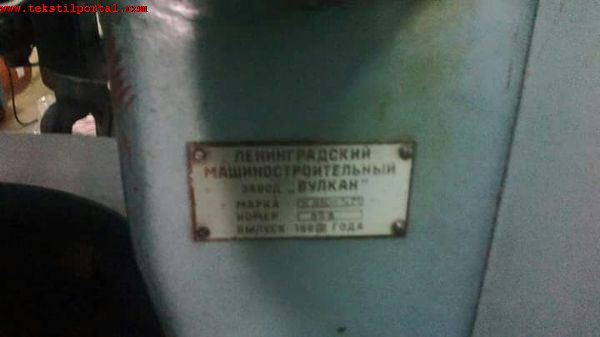 www.tekstilportal.com
ЛЕНИНГРАДСКИЙ
МАШИНОСТРОИТЕЛЬНЫЙ
ЗАВОД „ВУЛКАН"
МАРКА
НОМЕР
ВЫПУСК ГОДА